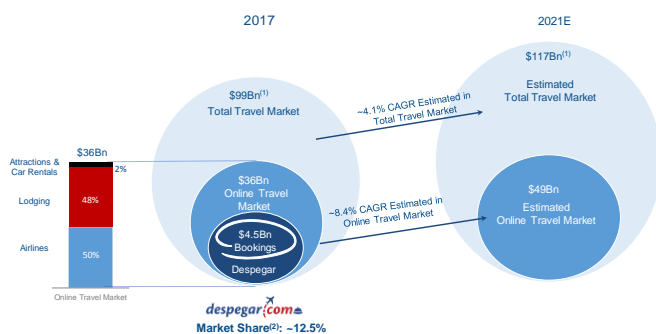 2017
2021E
$99Bn(1)
Total Travel Market
~4.1% CAGR Estimated in
Total Travel Market
$117Bn(1)
Estimated
Total Travel Market
$36Bn
Attractions &
Car Rentals
2%
Lodging
48%
Airlines
50%
Online Travel Market
$36Bn
Online Travel
Market
$4.5Bn
Bookings
Despegar
~8.4% CAGR Estimated in
Online Travel Market
$49Bn
Estimated
Online Travel Market
despegar.com
Market Share(2): ~12.5%